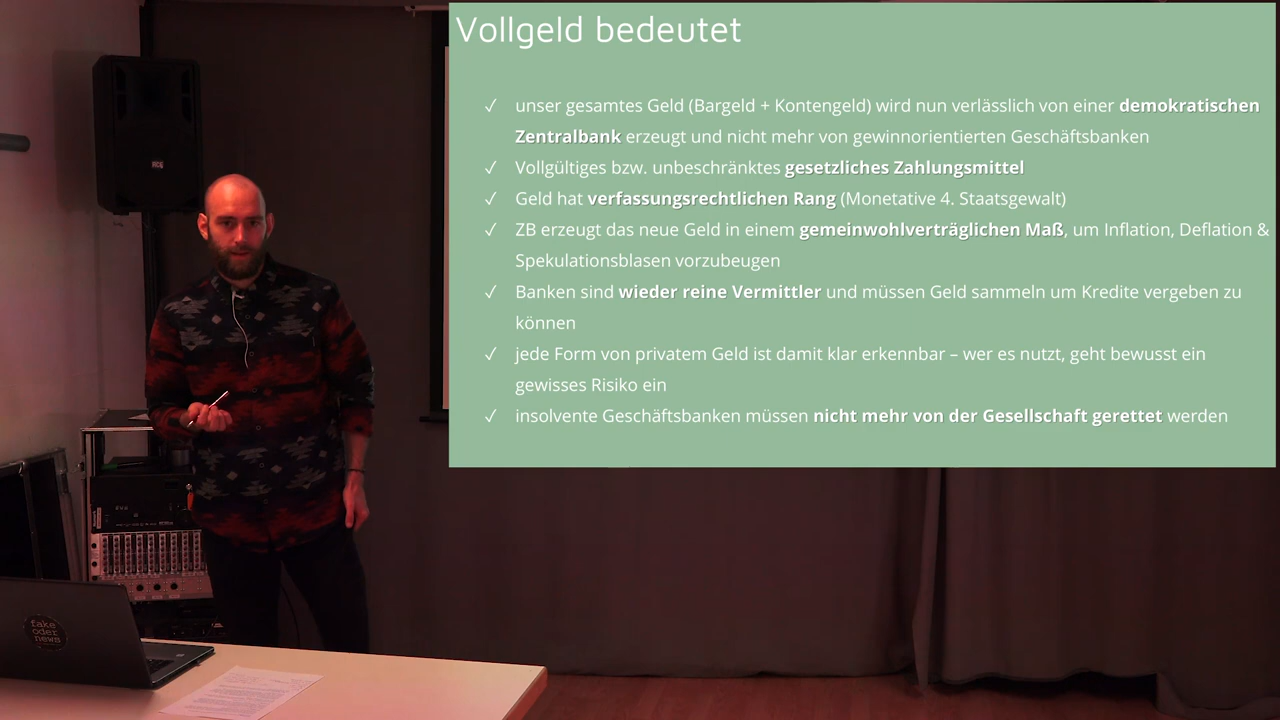 Vollgeld bedeutet
✓ unser gesamtes Geld (Bargeld + Kontengeld) wird nun verlässlich von einer demokratischen
Zentralbank erzeugt und nicht mehr von gewinnorientierten Geschäftsbanken
✓ Vollgültiges bzw. unbeschränktes gesetzliches Zahlungsmittel
✓ Geld hat verfassungsrechtlichen Rang (Monetative 4. Staatsgewalt)
✓ ZB erzeugt das neue Geld in einem gemeinwohlverträglichen Maß, um Inflation, Deflation &
Spekulationsblasen vorzubeugen
✓ Banken sind wieder reine Vermittler und müssen Geld sammeln um Kredite vergeben zu
können
✓ jede Form von privatem Geld ist damit klar erkennbar – wer es nutzt, geht bewusst ein
gewisses Risiko ein
✓ insolvente Geschäftsbanken müssen nicht mehr von der Gesellschaft gerettet werden
fake
oder
news